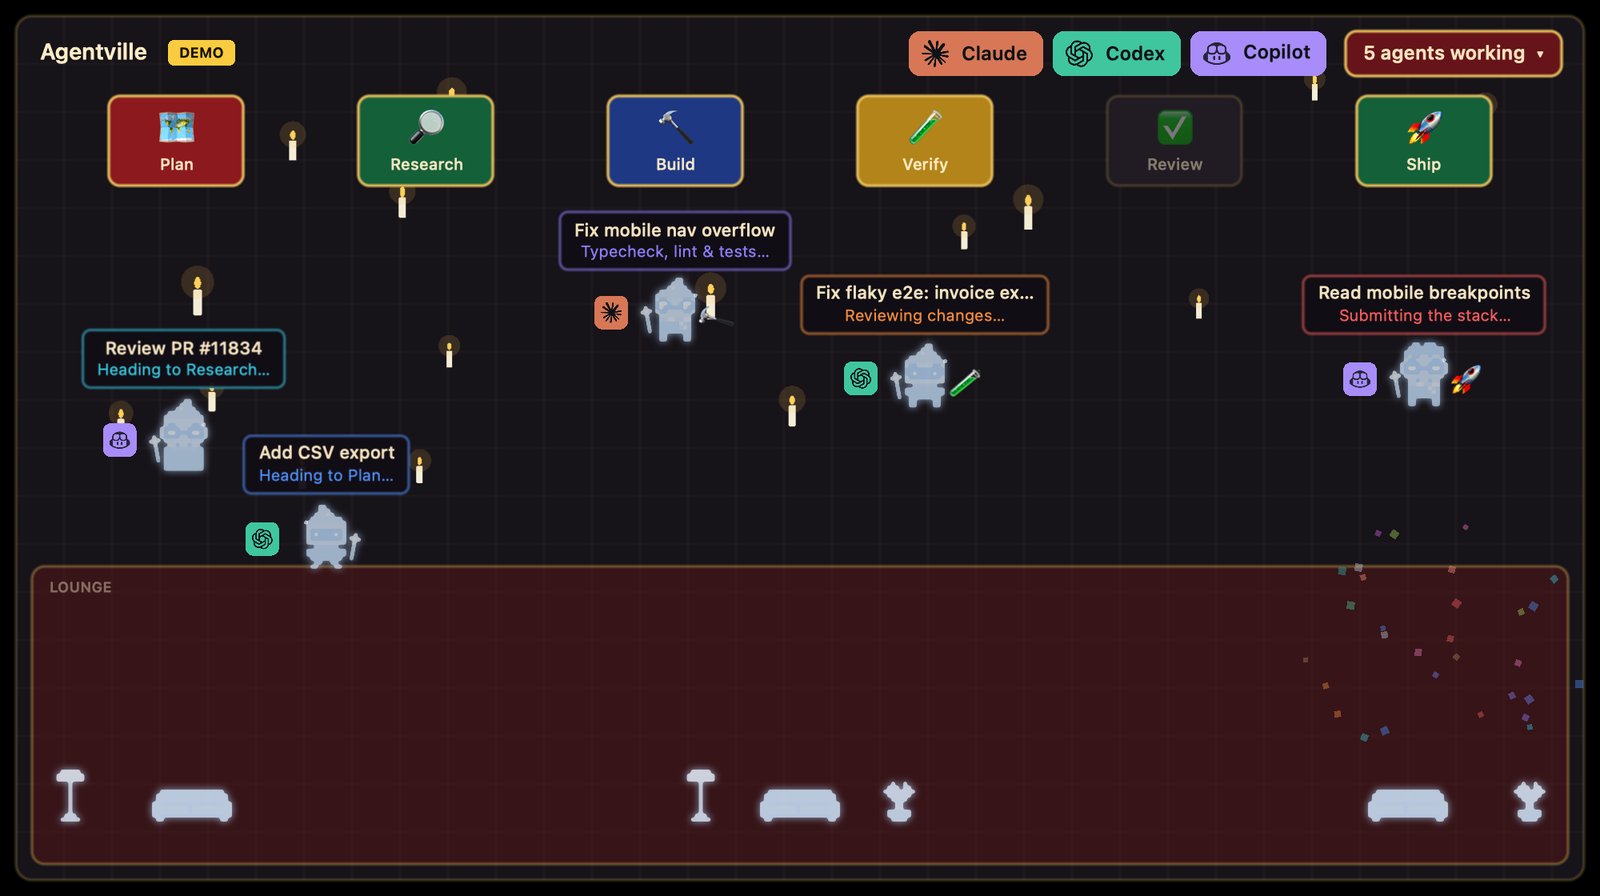 Agentville
DEMO
Claude
Codex
Copilot
5 agents working
Plan
Research
Build
Verify
Review
Ship
Fix mobile nav overflow
Typecheck, lint & tests...
Fix flaky e2e: invoice ex...
Reviewing changes...
Read mobile breakpoints
Submitting the stack...
Review PR #11834
Heading to Research...
Add CSV export
Heading to Plan...
LOUNGE